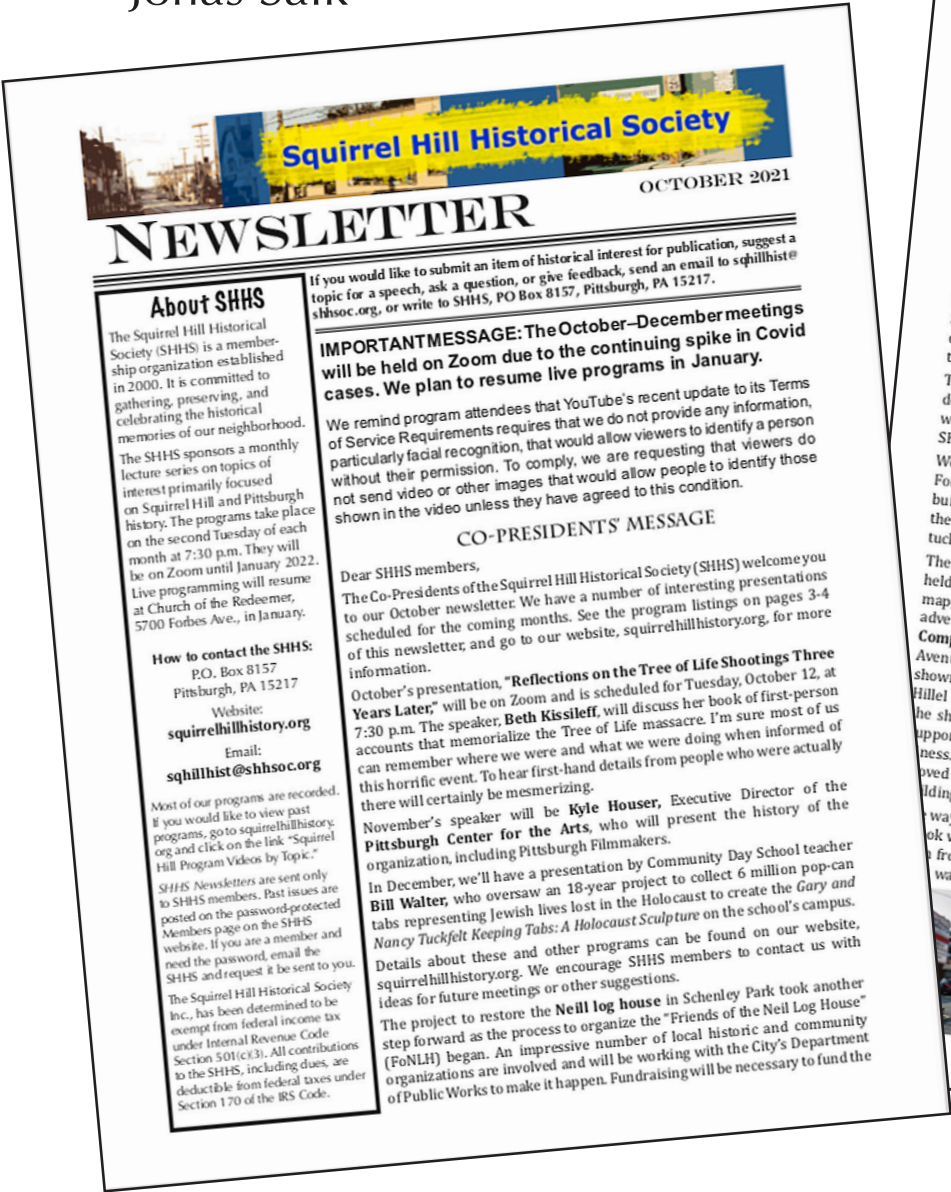 Jonas Salk
Squirrel Hill Historical Society
OCTOBER 2021
NEWSLETTER
If you would like to submit an item of historical interest for publication, suggest a
topic for a speech, ask a question, or give feedback, send an email to sqhillhist@
shhsoc.org, or write to SHHS, PO Box 8157, Pittsburgh, PA 15217.
About SHHS
The Squirrel Hill Historical
Society (SHHS) is a member-
ship organization established
in 2000. It is committed to
gathering, preserving, and
celebrating the historical
memories of our neighborhood.
The SHHS sponsors a monthly
lecture series on topics of
interest primarily focused
on Squirrel Hill and Pittsburgh
history. The programs take place
on the second Tuesday of each
month at 7:30 p.m. They will
be on Zoom until January 2022.
Live programming will resume
at Church of the Redeemer,
5700 Forbes Ave., in January.
How to contact the SHHS:
P.O. Box 8157
Pittsburgh, PA 15217
Website:
squirrelhillhistory.org
Email:
sqhillhist@shhsoc.org
Most of our programs are recorded.
If you would like to view past
programs, go to squirrelhillhistory.
org and click on the link "Squirrel
Hill Program Videos by Topic."
SHHS Newsletters are sent only
to SHHS members. Past issues are
posted on the password-protected
Members page on the SHHS
website. If you are a member and
need the password, email the
SHHS and request it be sent to you.
The Squirrel Hill Historical Society
Inc., has been determined to be
exempt from federal income tax
under Internal Revenue Code
Section 501(c)(3). All contributions
to the SHHS, including dues, are
deductible from federal taxes under
Section 170 of the IRS Code.
IMPORTANT MESSAGE: The October–December meetings
will be held on Zoom due to the continuing spike in Covid
cases. We plan to resume live programs in January.
We remind program attendees that YouTube's recent update to its Terms
of Service Requirements requires that we do not provide any information,
particularly facial recognition, that would allow viewers to identify a person
without their permission. To comply, we are requesting that viewers do
not send video or other images that would allow people to identify those
shown in the video unless they have agreed to this condition.
CO-PRESIDENTS' MESSAGE
Dear SHHS members,
The Co-Presidents of the Squirrel Hill Historical Society (SHHS) welcome you
to our October newsletter. We have a number of interesting presentations
scheduled for the coming months. See the program listings on pages 3-4
of this newsletter, and go to our website, squirrelhillhistory.org, for more
information.
October's presentation, "Reflections on the Tree of Life Shootings Three
Years Later," will be on Zoom and is scheduled for Tuesday, October 12, at
7:30 p.m. The speaker, Beth Kissileff, will discuss her book of first-person
accounts that memorialize the Tree of Life massacre. I'm sure most of us
can remember where we were and what we were doing when informed of
this horrific event. To hear first-hand details from people who were actually
there will certainly be mesmerizing.
November's speaker will be Kyle Houser, Executive Director of the
Pittsburgh Center for the Arts, who will present the history of the
organization, including Pittsburgh Filmmakers.
In December, we'll have a presentation by Community Day School teacher
Bill Walter, who oversaw an 18-year project to collect 6 million pop-can
tabs representing Jewish lives lost in the Holocaust to create the Gary and
Nancy Tuckfelt Keeping Tabs: A Holocaust Sculpture on the school's campus.
Details about these and other programs can be found on our website,
squirrelhillhistory.org. We encourage SHHS members to contact us with
ideas for future meetings or other suggestions.
The project to restore the Neill log house in Schenley Park took another
step forward as the process to organize the "Friends of the Neil Log House"
(FoNLH) began. An impressive number of local historic and community
organizations are involved and will be working with the City's Department
of Public Works to make it happen. Fundraising will be necessary to fund the